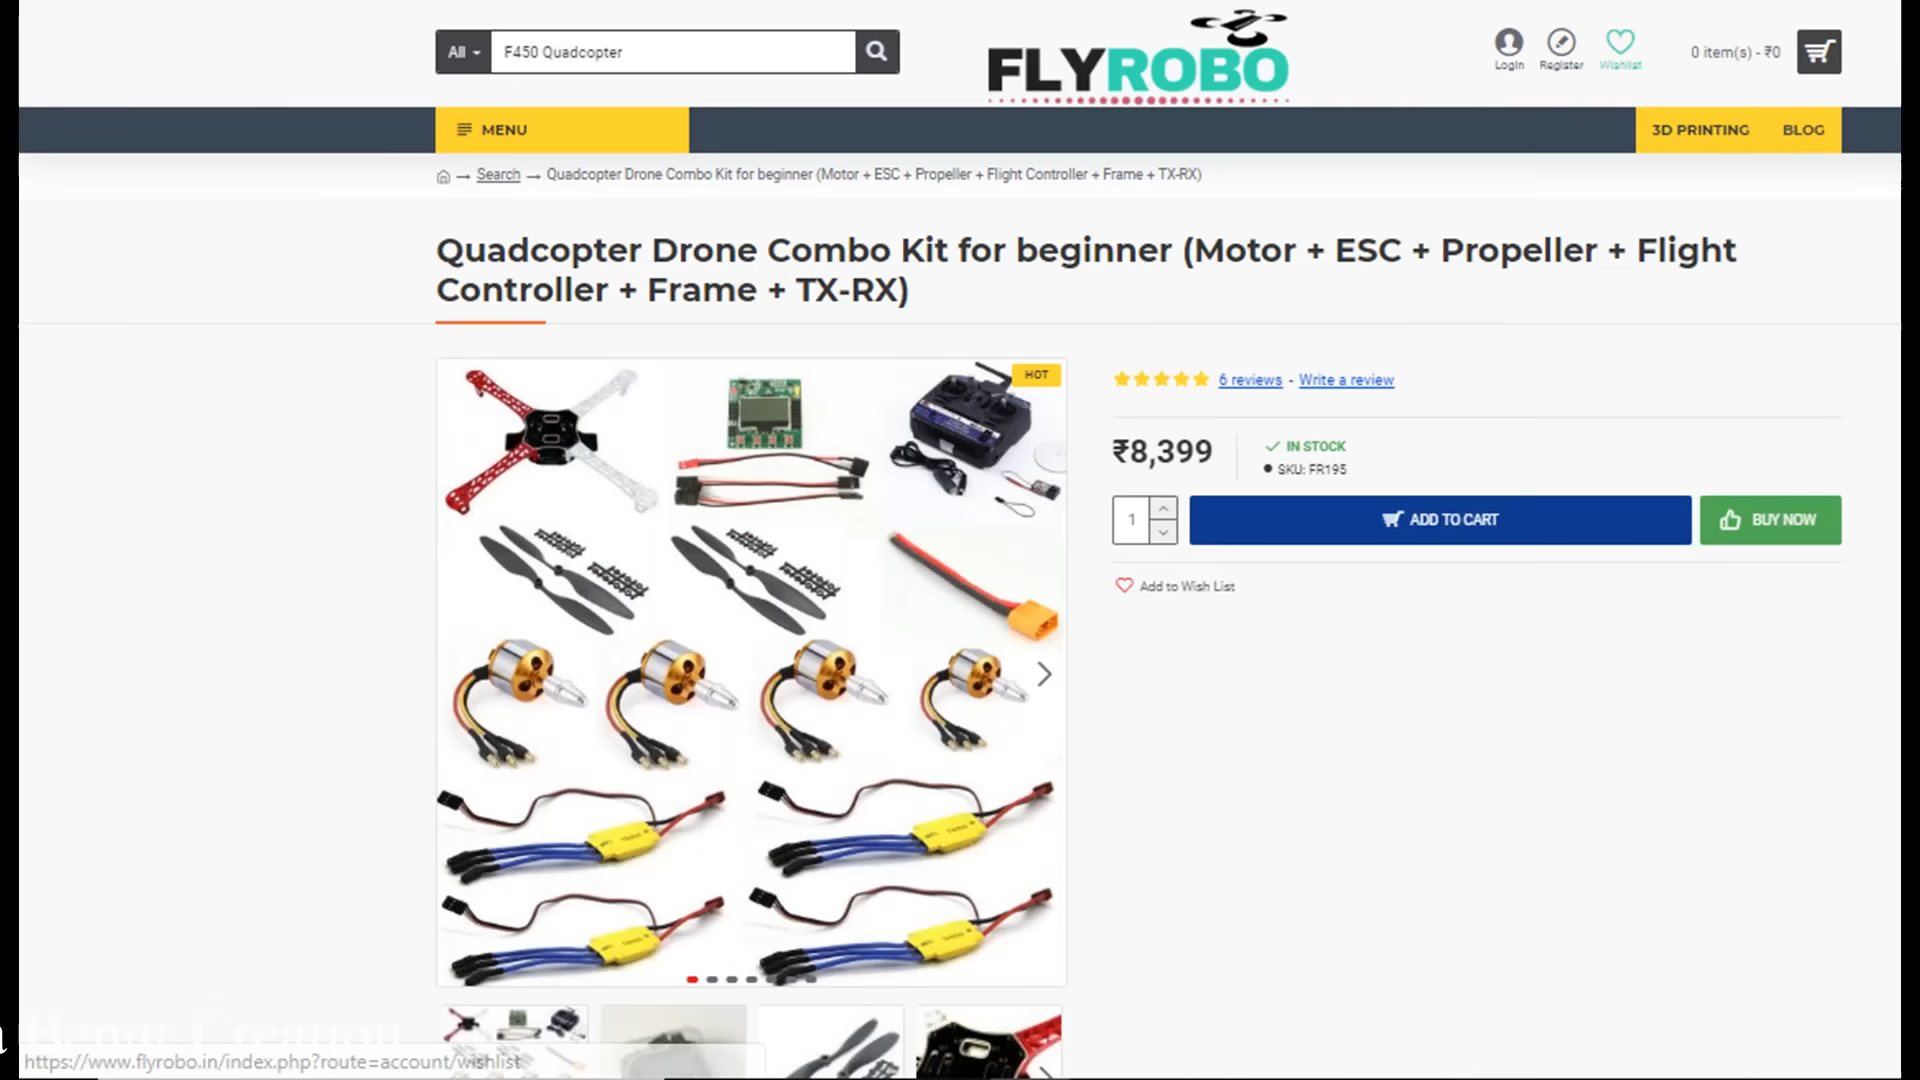 All
F450 Quadcopter
FLYROBO
Login
Register
Wishlist
0 item(s) - ₹0
MENU
3D PRINTING
BLOG
Search → Quadcopter Drone Combo Kit for beginner (Motor + ESC + Propeller + Flight Controller + Frame + TX-RX)
Quadcopter Drone Combo Kit for beginner (Motor + ESC + Propeller + Flight
Controller + Frame + TX-RX)
HOT
6 reviews - Write a review
₹8,399
IN STOCK
SKU: FR195
1
ADD TO CART
BUY NOW
Add to Wish List
https://www.flyrobo.in/index.php?route=account/wishlist